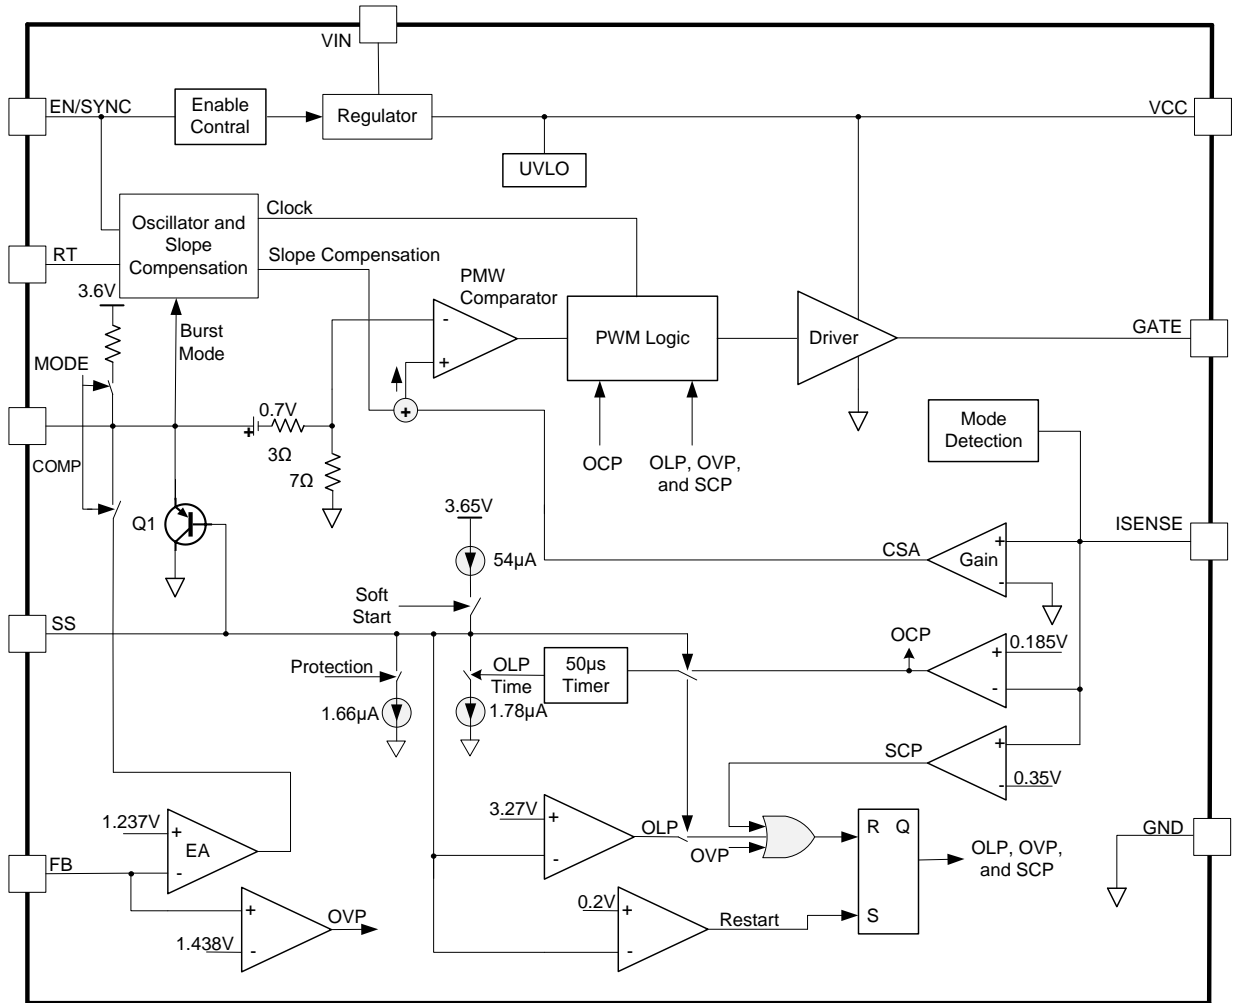 VIN
EN/SYNC
Enable
Contral
Regulator
VCC
UVLO
Oscillator and
Slope
Compensation
Clock
Slope Compensation
RT
3.6V
Burst
Mode
PMW
Comparator
PWM Logic
Driver
GATE
MODE
0.7V
+
3Ω
7Ω
COMP
-
+
+
OCP
OLP, OVP,
and SCP
Mode
Detection
Q1
3.65V
54µA
CSA
Gain
+
-
ISENSE
Soft
Start
SS
Protection
1.66µA
OLP
Time
1.78µA
50µs
Timer
OCP
+
-
0.185V
SCP
+
-
0.35V
1.237V
+
EA
-
FB
3.27V
+
-
OLP
OVP
R Q
S
OLP, OVP,
and SCP
GND
+
-
OVP
1.438V
0.2V
+
-
Restart